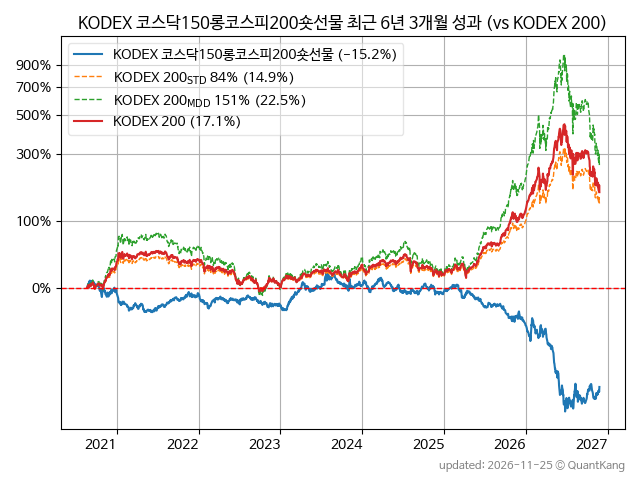 KODEX 코스닥150롱코스피200숏선물 최근 6년 3개월 성과 (vs KODEX 200)
KODEX 코스닥150롱코스피200숏선물 (−15.2%)
KODEX 200STD 84% (14.9%)
KODEX 200MDD 151% (22.5%)
KODEX 200 (17.1%)
900%
700%
500%
300%
100%
0%
2021 2022 2023 2024 2025 2026 2027
updated: 2026-11-25 © QuantKang